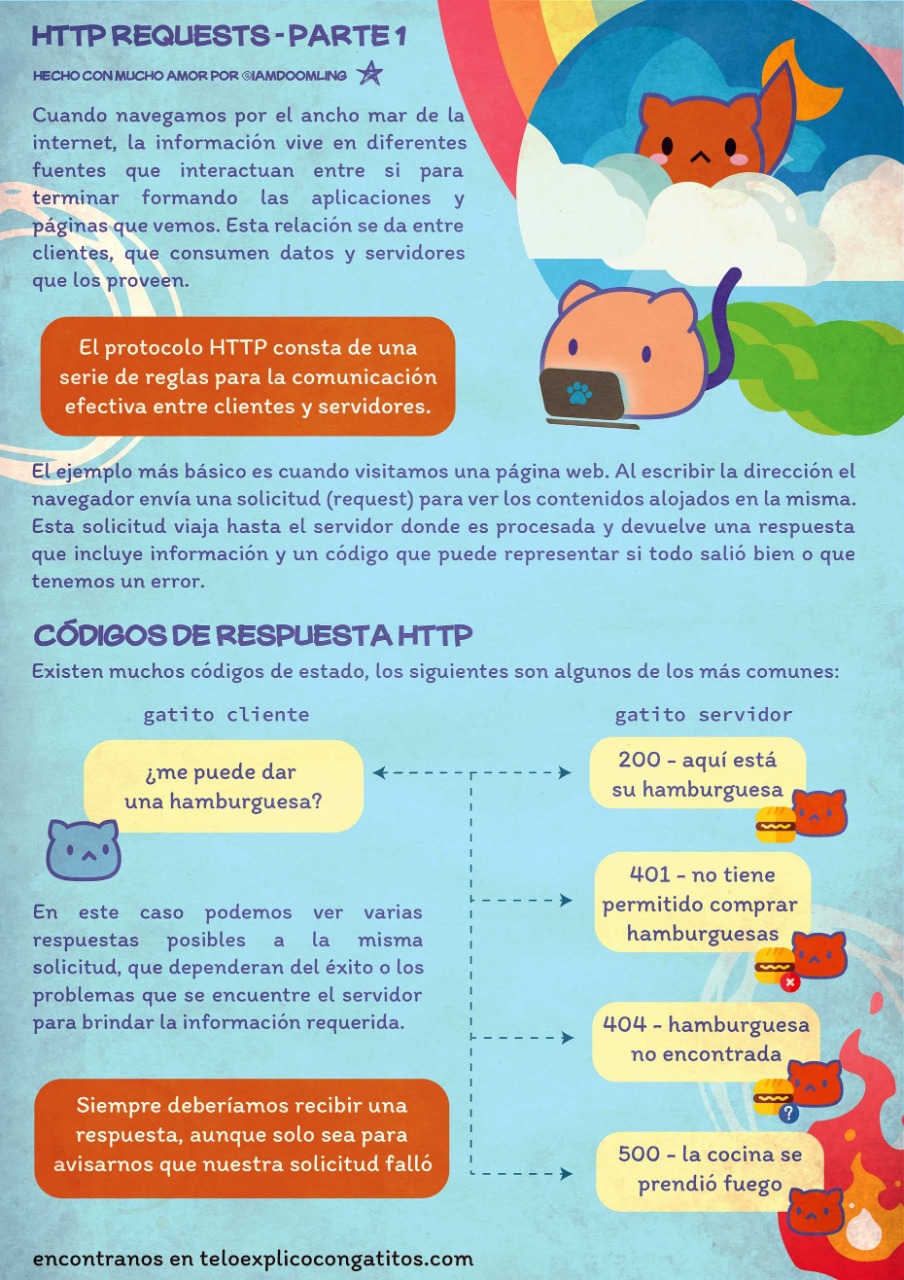 HTTP REQUESTS - PARTE 1
HECHO CON MUCHO AMOR POR @IAMDOOMLING
Cuando navegamos por el ancho mar de la
internet, la información vive en diferentes
fuentes que interactuan entre si para
terminar formando las aplicaciones y
páginas que vemos. Esta relación se da entre
clientes, que consumen datos y servidores
que los proveen.
El protocolo HTTP consta de una
serie de reglas para la comunicación
efectiva entre clientes y servidores.
El ejemplo más básico es cuando visitamos una página web. Al escribir la dirección el
navegador envía una solicitud (request) para ver los contenidos alojados en la misma.
Esta solicitud viaja hasta el servidor donde es procesada y devuelve una respuesta
que incluye información y un código que puede representar si todo salió bien o que
tenemos un error.
CÓDIGOS DE RESPUESTA HTTP
Existen muchos códigos de estado, los siguientes son algunos de los más comunes:
gatito cliente
¿me puede dar
una hamburguesa?
En este caso podemos ver varias
respuestas posibles a la misma
solicitud, que dependeran del éxito o los
problemas que se encuentre el servidor
para brindar la información requerida.
Siempre deberíamos recibir una
respuesta, aunque solo sea para
avisarnos que nuestra solicitud falló
gatito servidor
200 - aquí está
su hamburguesa
401 - no tiene
permitido comprar
hamburguesas
404 - hamburguesa
no encontrada
?
500 - la cocina se
prendió fuego
encontranos en teloexplicocongatitos.com